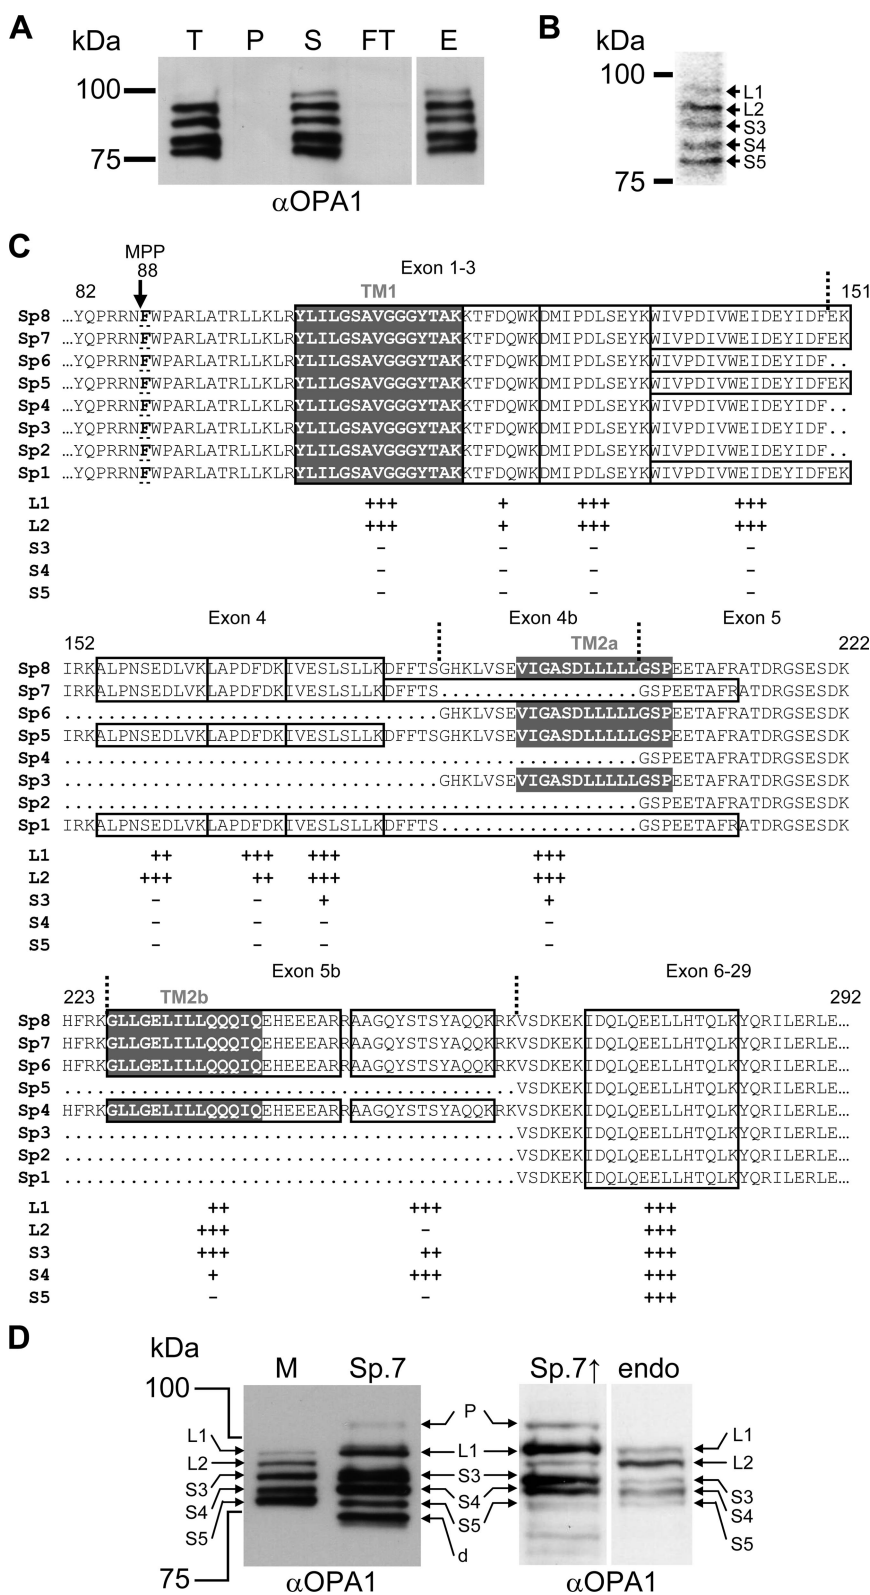 A
kDa T P S FT E
100
75
αOPA1
B
kDa
100
L1
L2
S3
S4
S5
75
C
MPP
88
Exon 1-3
82 TM1 151
Sp8 …YQPRRNFWPARLATRLLKLRYLILGSAVGGGYTAKKTFDQWKDMIPDLSEYKWIVPDIVWEIDEYIDFEK
Sp7 …YQPRRNFWPARLATRLLKLRYLILGSAVGGGYTAKKTFDQWKDMIPDLSEYKWIVPDIVWEIDEYIDFEK
Sp6 …YQPRRNFWPARLATRLLKLRYLILGSAVGGGYTAKKTFDQWKDMIPDLSEYKWIVPDIVWEIDEYIDF..
Sp5 …YQPRRNFWPARLATRLLKLRYLILGSAVGGGYTAKKTFDQWKDMIPDLSEYKWIVPDIVWEIDEYIDFEK
Sp4 …YQPRRNFWPARLATRLLKLRYLILGSAVGGGYTAKKTFDQWKDMIPDLSEYKWIVPDIVWEIDEYIDF..
Sp3 …YQPRRNFWPARLATRLLKLRYLILGSAVGGGYTAKKTFDQWKDMIPDLSEYKWIVPDIVWEIDEYIDF..
Sp2 …YQPRRNFWPARLATRLLKLRYLILGSAVGGGYTAKKTFDQWKDMIPDLSEYKWIVPDIVWEIDEYIDF..
Sp1 …YQPRRNFWPARLATRLLKLRYLILGSAVGGGYTAKKTFDQWKDMIPDLSEYKWIVPDIVWEIDEYIDFEK
L1 +++ + +++ +++
L2 +++ + +++ +++
S3 – – – –
S4 – – – –
S5 – – – –
Exon 4 Exon 4b Exon 5
152 TM2a 222
Sp8 IRKALPNSEDLVKLAPDFDKIVESLSLLKDFFTSGHKLVSEVIGASDLLLLLGSPEETAFRATDRGSESDK
Sp7 IRKALPNSEDLVKLAPDFDKIVESLSLLKDFFTS..................GSPEETAFRATDRGSESDK
Sp6 ..................................GHKLVSEVIGASDLLLLLGSPEETAFRATDRGSESDK
Sp5 IRKALPNSEDLVKLAPDFDKIVESLSLLKDFFTSGHKLVSEVIGASDLLLLLGSPEETAFRATDRGSESDK
Sp4 ....................................................GSPEETAFRATDRGSESDK
Sp3 ..................................GHKLVSEVIGASDLLLLLGSPEETAFRATDRGSESDK
Sp2 ....................................................GSPEETAFRATDRGSESDK
Sp1 IRKALPNSEDLVKLAPDFDKIVESLSLLKDFFTS..................GSPEETAFRATDRGSESDK
L1 ++ +++ +++ +++
L2 +++ ++ +++ +++
S3 – – + +
S4 – – – –
S5 – – – –
Exon 5b Exon 6-29
223 TM2b 292
Sp8 HFRKGLLGELILLQQQIQEHEEEARRAAGQYSTSYAQQKRKVSDKEKIDQLQEELLHTQLKYQRILERLE…
Sp7 HFRKGLLGELILLQQQIQEHEEEARRAAGQYSTSYAQQKRKVSDKEKIDQLQEELLHTQLKYQRILERLE…
Sp6 HFRKGLLGELILLQQQIQEHEEEARRAAGQYSTSYAQQKRKVSDKEKIDQLQEELLHTQLKYQRILERLE…
Sp5 .........................................VSDKEKIDQLQEELLHTQLKYQRILERLE…
Sp4 HFRKGLLGELILLQQQIQEHEEEARRAAGQYSTSYAQQKRKVSDKEKIDQLQEELLHTQLKYQRILERLE…
Sp3 .........................................VSDKEKIDQLQEELLHTQLKYQRILERLE…
Sp2 .........................................VSDKEKIDQLQEELLHTQLKYQRILERLE…
Sp1 .........................................VSDKEKIDQLQEELLHTQLKYQRILERLE…
L1 ++ +++ +++
L2 +++ – +++
S3 +++ ++ +++
S4 + +++ +++
S5 – – +++
D
kDa M Sp.7 Sp.7↑ endo
100
75
L1
L2
S3
S4
S5
P
L1
S3
S4
S5
d
L1
L2
S3
S4
S5
αOPA1 αOPA1